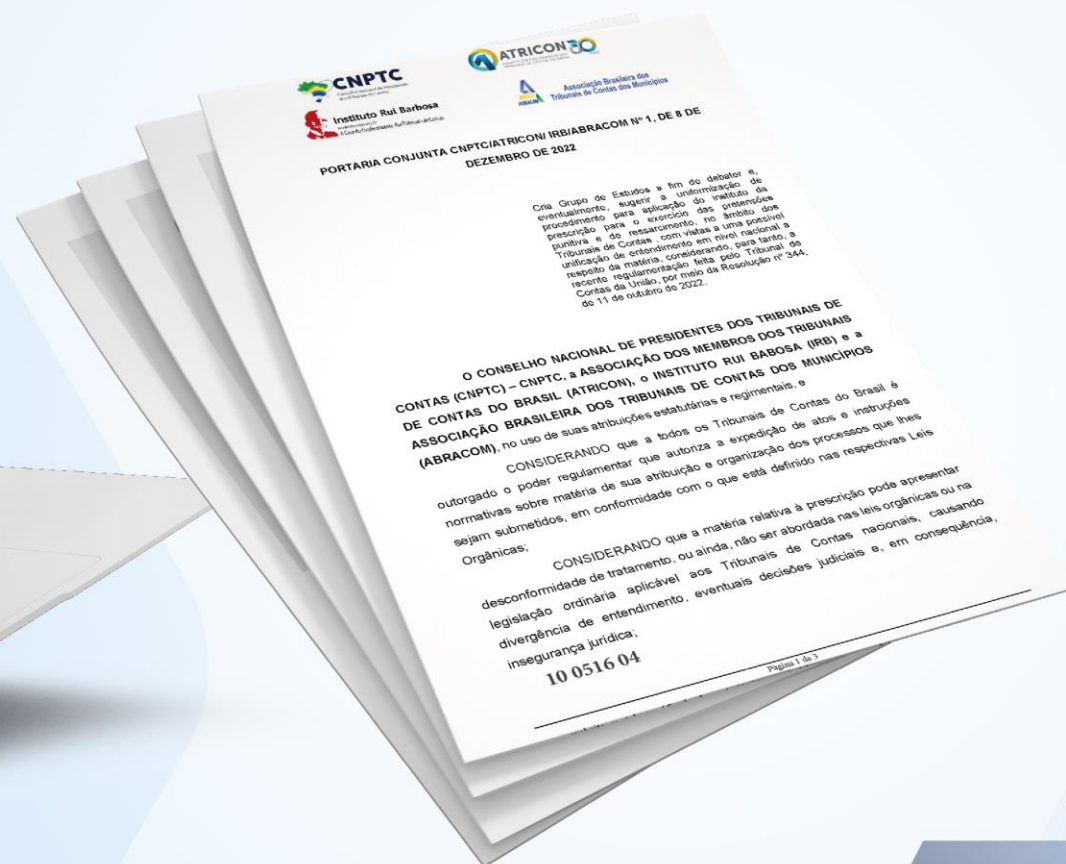 CNPTC
ATRICON 30
Instituto Rui Barbosa
ABRACOM
Associação Brasileira dos
Tribunais de Contas dos Municípios
PORTARIA CONJUNTA CNPTC/ATRICON/ IRB/ABRACOM Nº 1, DE 8 DE
DEZEMBRO DE 2022
Cria Grupo de Estudos a fim de debater e,
eventualmente, sugerir a uniformização de
procedimento para aplicação do instituto da
prescrição para o exercício das pretensões
punitiva e de ressarcimento, no âmbito dos
Tribunais de Contas , com vistas a uma possível
unificação de entendimento em nível nacional a
respeito da matéria, considerando, para tanto, a
recente regulamentação feita pelo Tribunal de
Contas da União, por meio da Resolução nº 344,
de 11 de outubro de 2022.
O CONSELHO NACIONAL DE PRESIDENTES DOS TRIBUNAIS DE
CONTAS (CNPTC) – CNPTC, a ASSOCIAÇÃO DOS MEMBROS DOS TRIBUNAIS
DE CONTAS DO BRASIL (ATRICON), o INSTITUTO RUI BABOSA (IRB) e a
ASSOCIAÇÃO BRASILEIRA DOS TRIBUNAIS DE CONTAS DOS MUNICÍPIOS
(ABRACOM), no uso de suas atribuições estatutárias e regimentais, e
CONSIDERANDO que a todos os Tribunais de Contas do Brasil é
outorgado o poder regulamentar que autoriza a expedição de atos e instruções
normativas sobre matéria de sua atribuição e organização dos processos que lhes
sejam submetidos, em conformidade com o que está definido nas respectivas Leis
Orgânicas;
CONSIDERANDO que a matéria relativa à prescrição pode apresentar
desconformidade de tratamento, ou ainda, não ser abordada nas leis orgânicas ou na
legislação ordinária aplicável aos Tribunais de Contas nacionais, causando
divergência de entendimento, eventuais decisões judiciais e, em consequência,
insegurança jurídica;
10 0516 04
Página 1 de 3